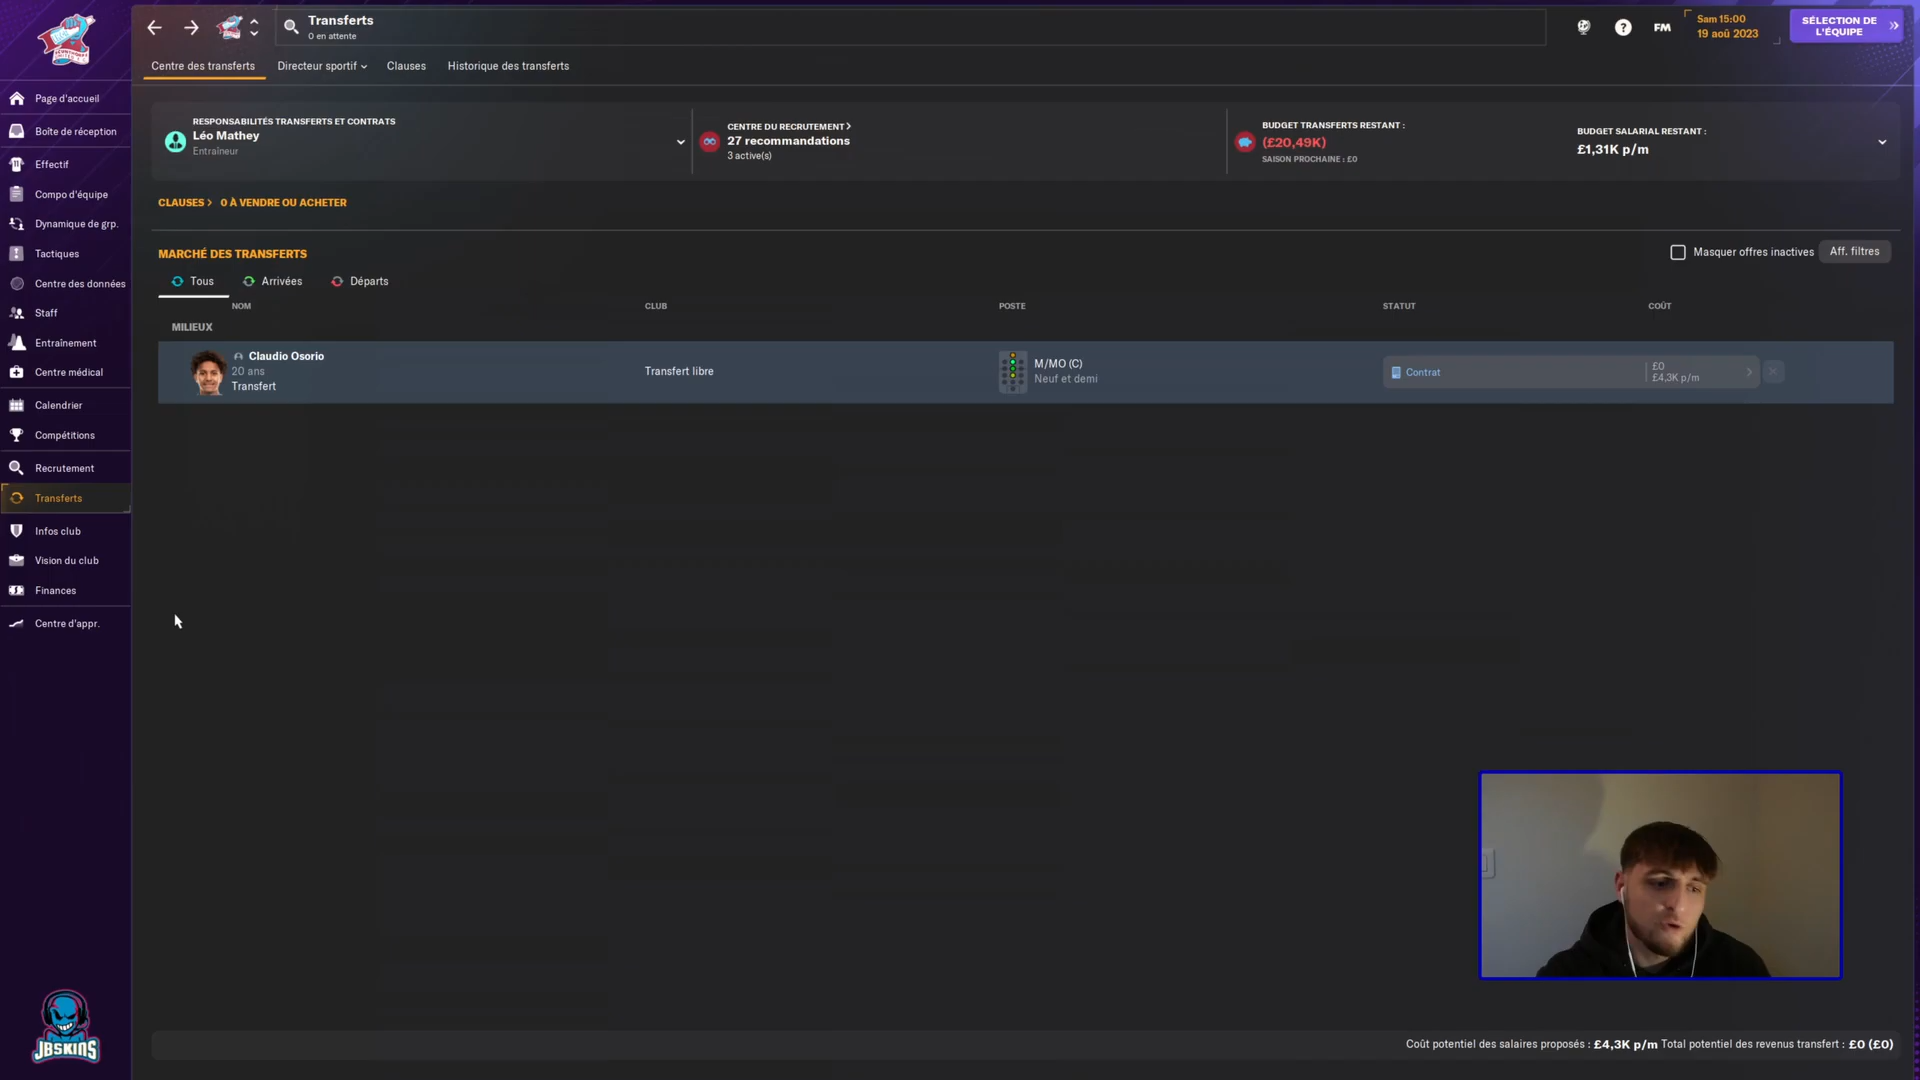 Transferts
0 en attente
FM
Sam 15:00
19 aoû 2023
SÉLECTION DE
L'ÉQUIPE
Centre des transferts
Directeur sportif
Clauses
Historique des transferts
Page d'accueil
Boîte de réception
Effectif
Compo d'équipe
Dynamique de grp.
Tactiques
Centre des données
Staff
Entraînement
Centre médical
Calendrier
Compétitions
Recrutement
Transferts
Infos club
Vision du club
Finances
Centre d'appr.
JBSKINS
RESPONSABILITÉS TRANSFERTS ET CONTRATS
Léo Mathey
Entraîneur
CENTRE DU RECRUTEMENT >
27 recommandations
3 active(s)
BUDGET TRANSFERTS RESTANT :
(£20,49K)
SAISON PROCHAINE : £0
BUDGET SALARIAL RESTANT :
£1,31K p/m
CLAUSES > 0 À VENDRE OU ACHETER
MARCHÉ DES TRANSFERTS
Masquer offres inactives
Aff. filtres
Tous
Arrivées
Départs
NOM
CLUB
POSTE
STATUT
COÛT
MILIEUX
Claudio Osorio
20 ans
Transfert
Transfert libre
M/MO (C)
Neuf et demi
Contrat
£0
£4,3K p/m
Coût potentiel des salaires proposés : £4,3K p/m Total potentiel des revenus transfert : £0 (£0)